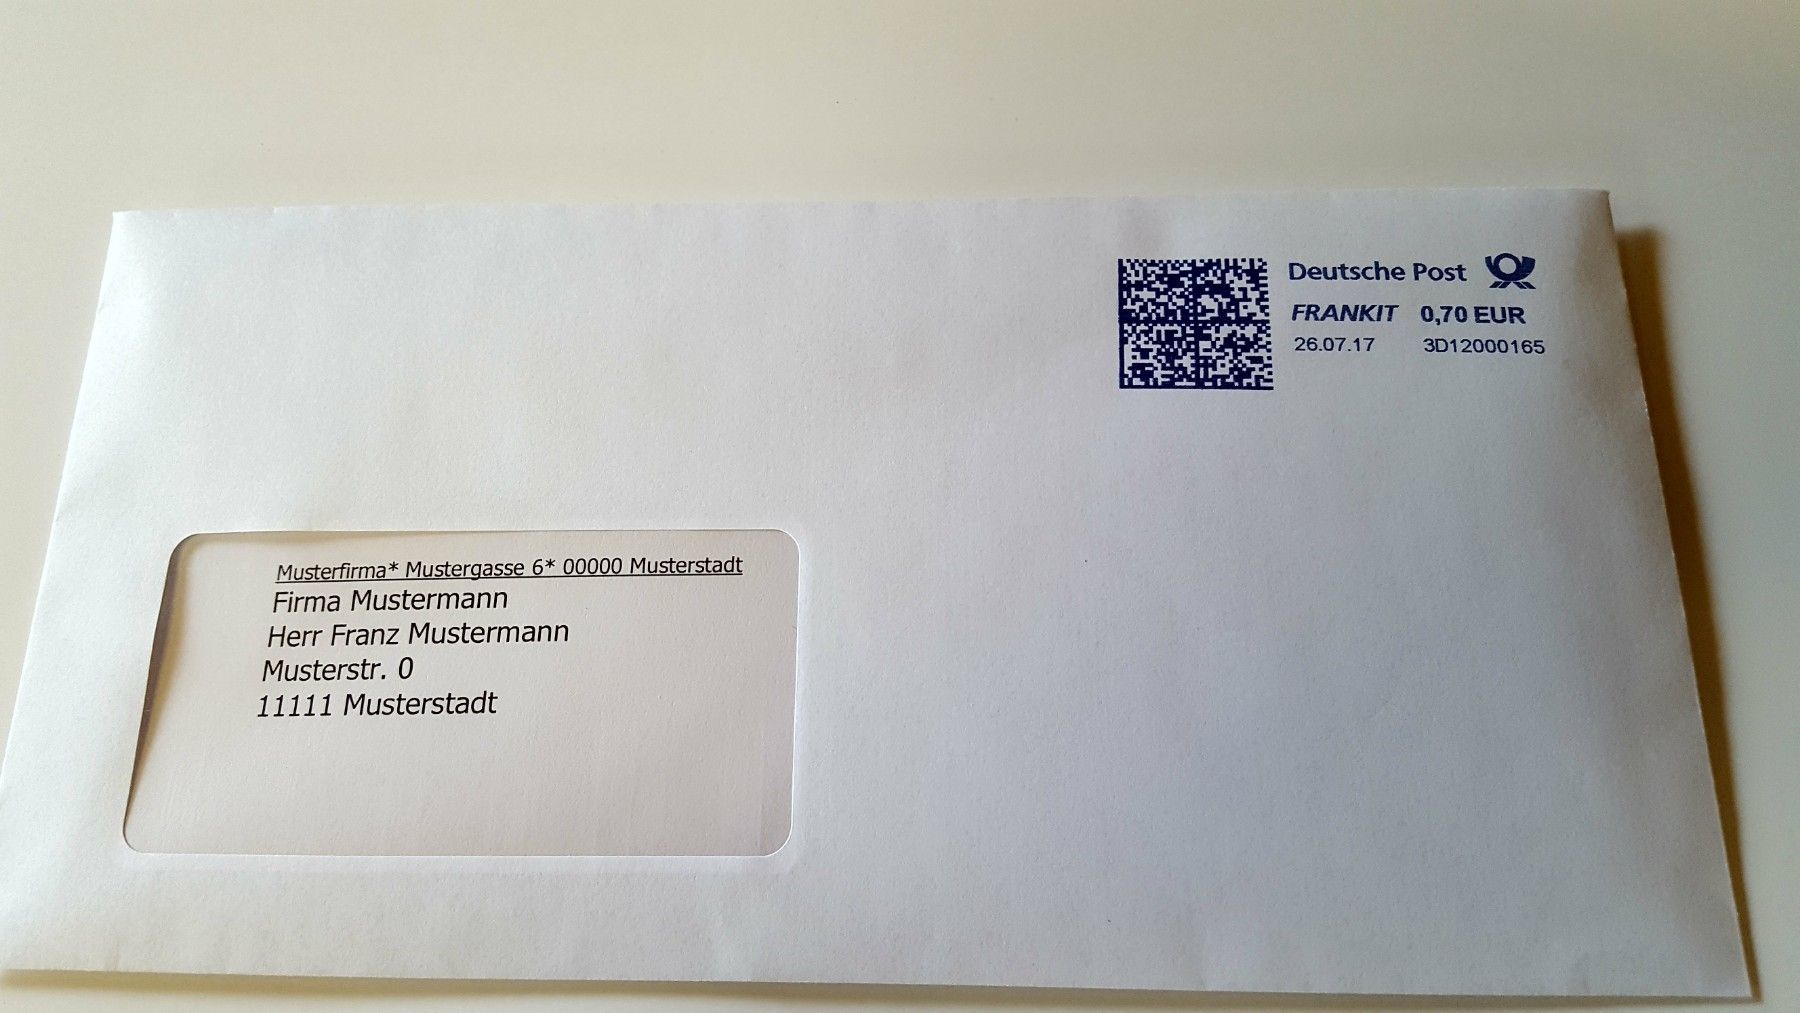 Deutsche Post
FRANKIT 0,70 EUR
26.07.17 3D12000165
Musterfirma* Mustergasse 6* 00000 Musterstadt
Firma Mustermann
Herr Franz Mustermann
Musterstr. 0
11111 Musterstadt